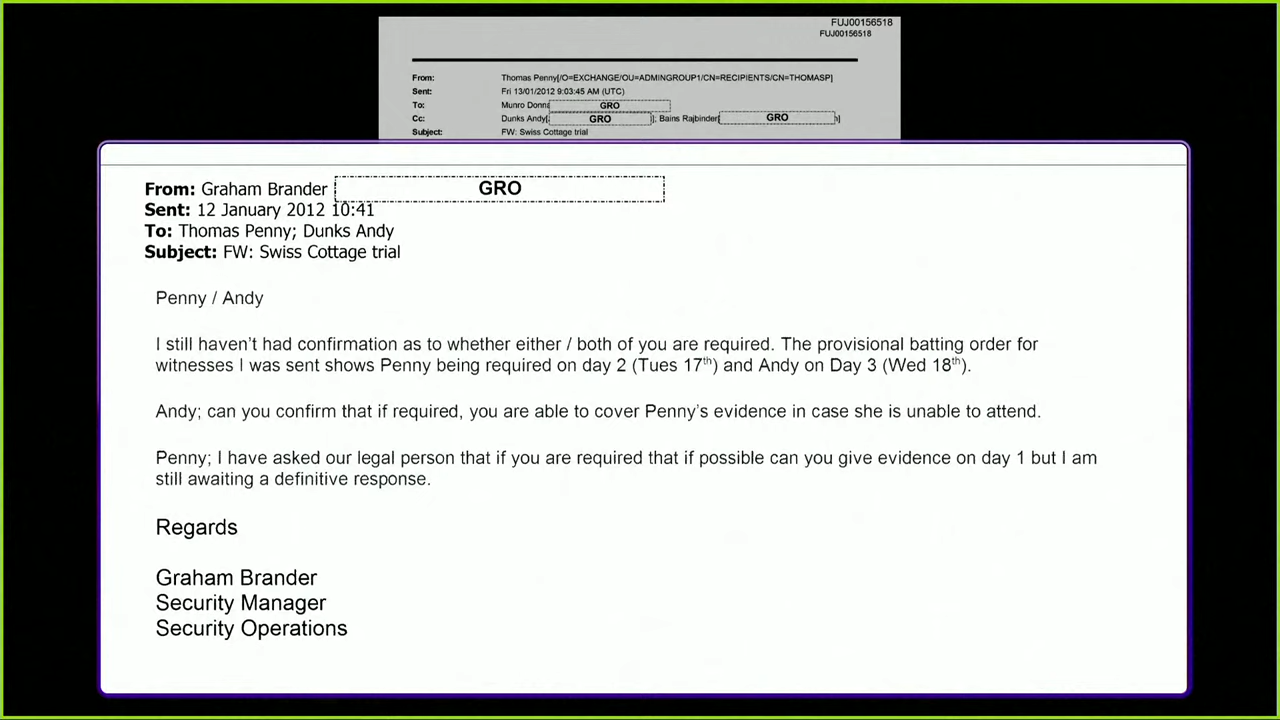 FUJ00156518
FUJ00156518
From: Thomas Penny[/O=EXCHANGE/OU=ADMINGROUP1/CN=RECIPIENTS/CN=THOMASP]
Sent: Fri 13/01/2012 9:03:45 AM (UTC)
To: Munro Donna GRO
Cc: Dunks Andy[ GRO ]; Bains Rajbinder[ GRO ]
Subject: FW: Swiss Cottage trial
From: Graham Brander GRO
Sent: 12 January 2012 10:41
To: Thomas Penny; Dunks Andy
Subject: FW: Swiss Cottage trial
Penny / Andy
I still haven't had confirmation as to whether either / both of you are required. The provisional batting order for
witnesses I was sent shows Penny being required on day 2 (Tues 17th) and Andy on Day 3 (Wed 18th).
Andy; can you confirm that if required, you are able to cover Penny's evidence in case she is unable to attend.
Penny; I have asked our legal person that if you are required that if possible can you give evidence on day 1 but I am
still awaiting a definitive response.
Regards
Graham Brander
Security Manager
Security Operations